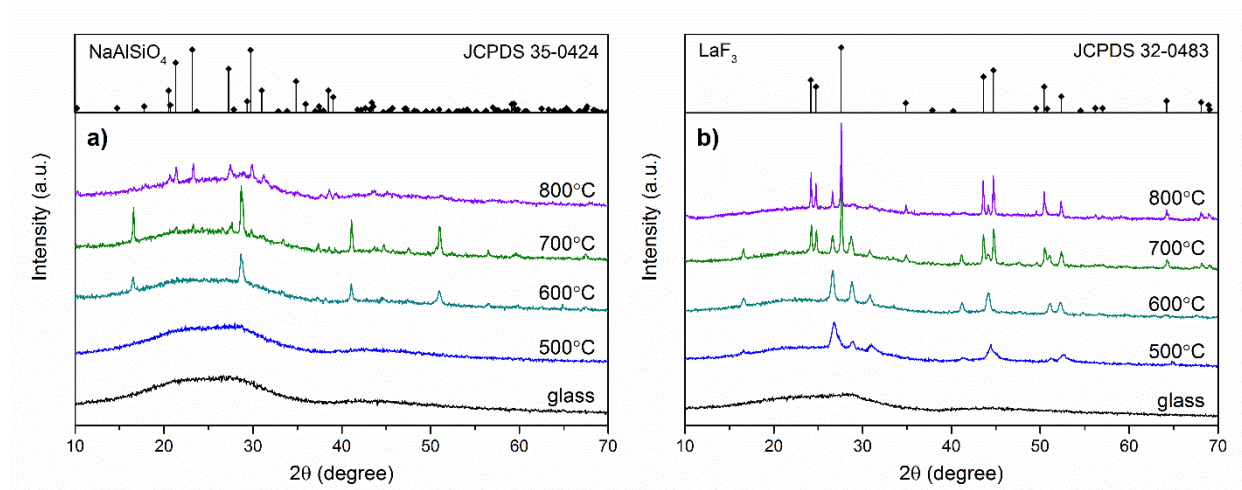 NaAlSiO₄ JCPDS 35-0424
a)
800°C
700°C
600°C
500°C
glass
Intensity (a.u.)
10 20 30 40 50 60 70
2θ (degree)
LaF₃ JCPDS 32-0483
b)
800°C
700°C
600°C
500°C
glass
Intensity (a.u.)
10 20 30 40 50 60 70
2θ (degree)